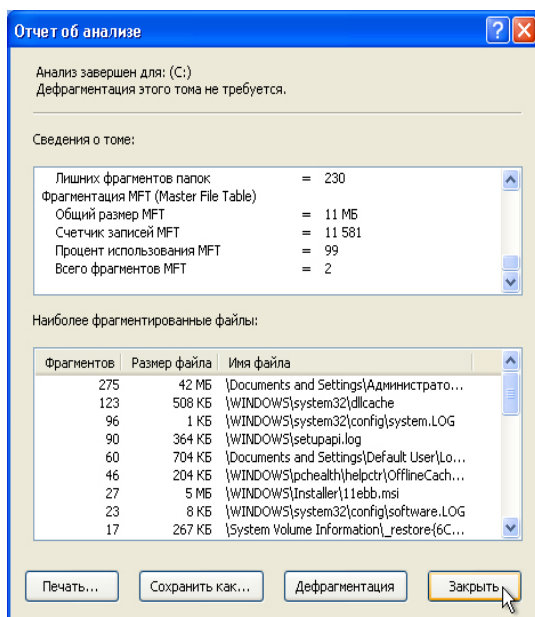 Отчет об анализе
Анализ завершен для: (C:)
Дефрагментация этого тома не требуется.
Сведения о томе:
Лишних фрагментов папок = 230
Фрагментация MFT (Master File Table)
Общий размер MFT = 11 МБ
Счетчик записей MFT = 11 581
Процент использования MFT = 99
Всего фрагментов MFT = 2
Наиболее фрагментированные файлы:
Фрагментов Размер файла Имя файла
275 42 МБ \Documents and Settings\Администрато...
123 508 КБ \WINDOWS\system32\dllcache
96 1 КБ \WINDOWS\system32\config\system.LOG
90 364 КБ \WINDOWS\setupapi.log
60 704 КБ \Documents and Settings\Default User\Lo...
46 204 КБ \WINDOWS\pchealth\helpctr\OfflineCach...
27 5 МБ \WINDOWS\Installer\11ebb.msi
23 8 КБ \WINDOWS\system32\config\software.LOG
17 267 КБ \System Volume Information\_restore{6C...
Печать... Сохранить как... Дефрагментация Закрыть